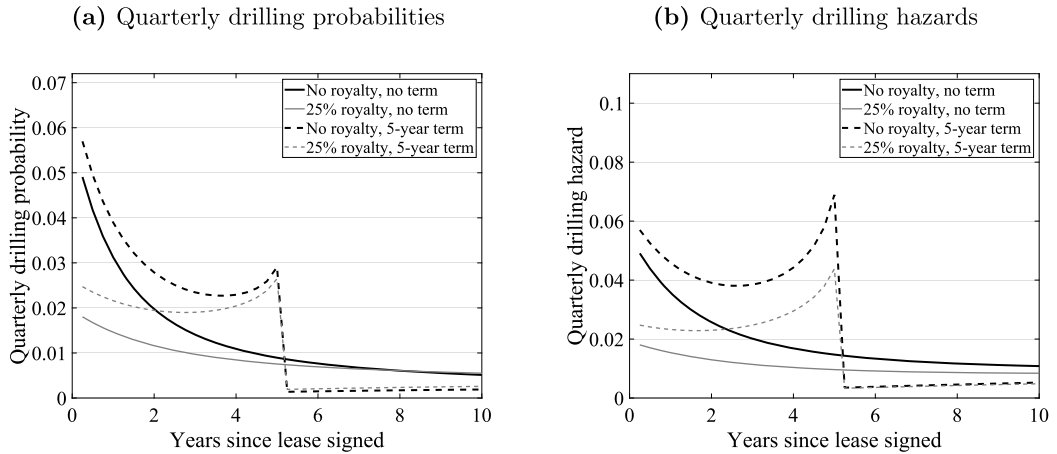 (a) Quarterly drilling probabilities
Quarterly drilling probability
0.07
0.06
0.05
0.04
0.03
0.02
0.01
0
No royalty, no term
25% royalty, no term
No royalty, 5-year term
25% royalty, 5-year term
0 2 4 6 8 10
Years since lease signed
(b) Quarterly drilling hazards
Quarterly drilling hazard
0.1
0.08
0.06
0.04
0.02
0
No royalty, no term
25% royalty, no term
No royalty, 5-year term
25% royalty, 5-year term
0 2 4 6 8 10
Years since lease signed